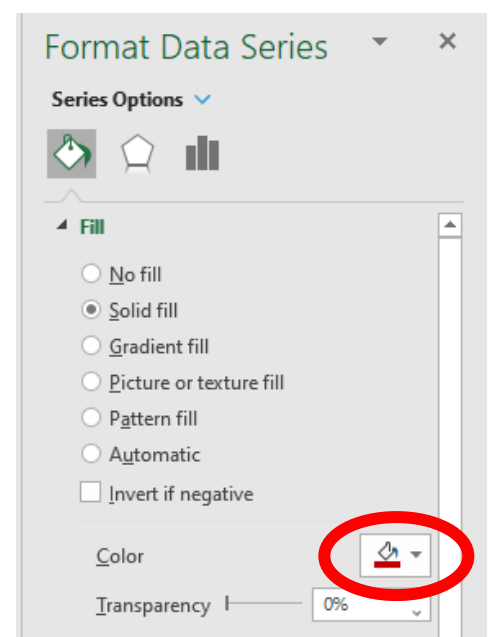 Format Data Series
Series Options
Fill
No fill
Solid fill
Gradient fill
Picture or texture fill
Pattern fill
Automatic
Invert if negative
Color
Transparency 0%